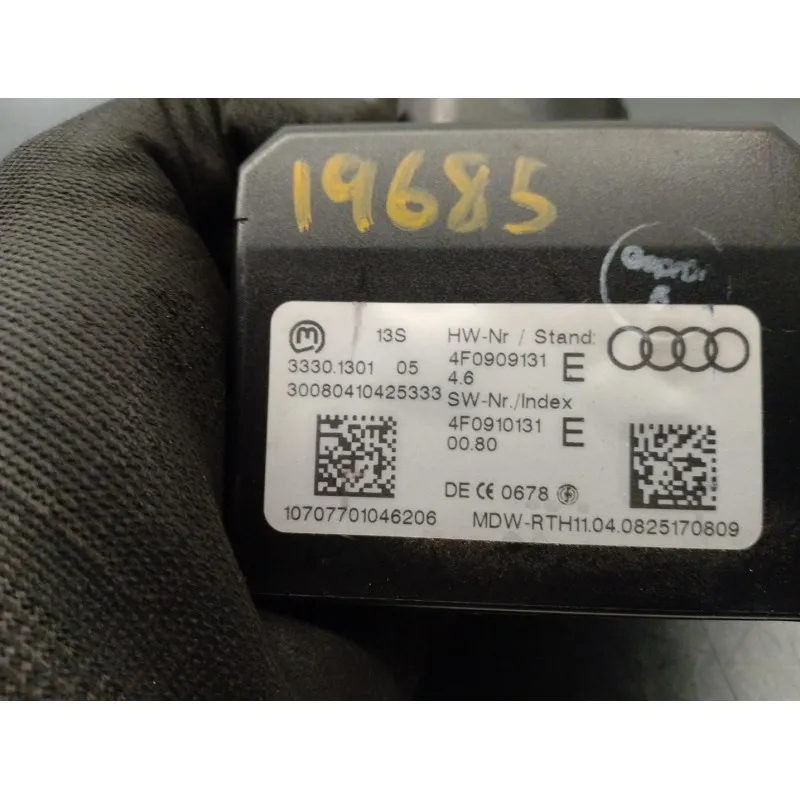 19685
Geprüft
M 13S
3330.1301 05
30080410425333
HW-Nr / Stand:
4F0909131 E
4.6
SW-Nr./Index
4F0910131 E
00.80
DE CE 0678
10707701046206
MDW-RTH11.04.0825170809